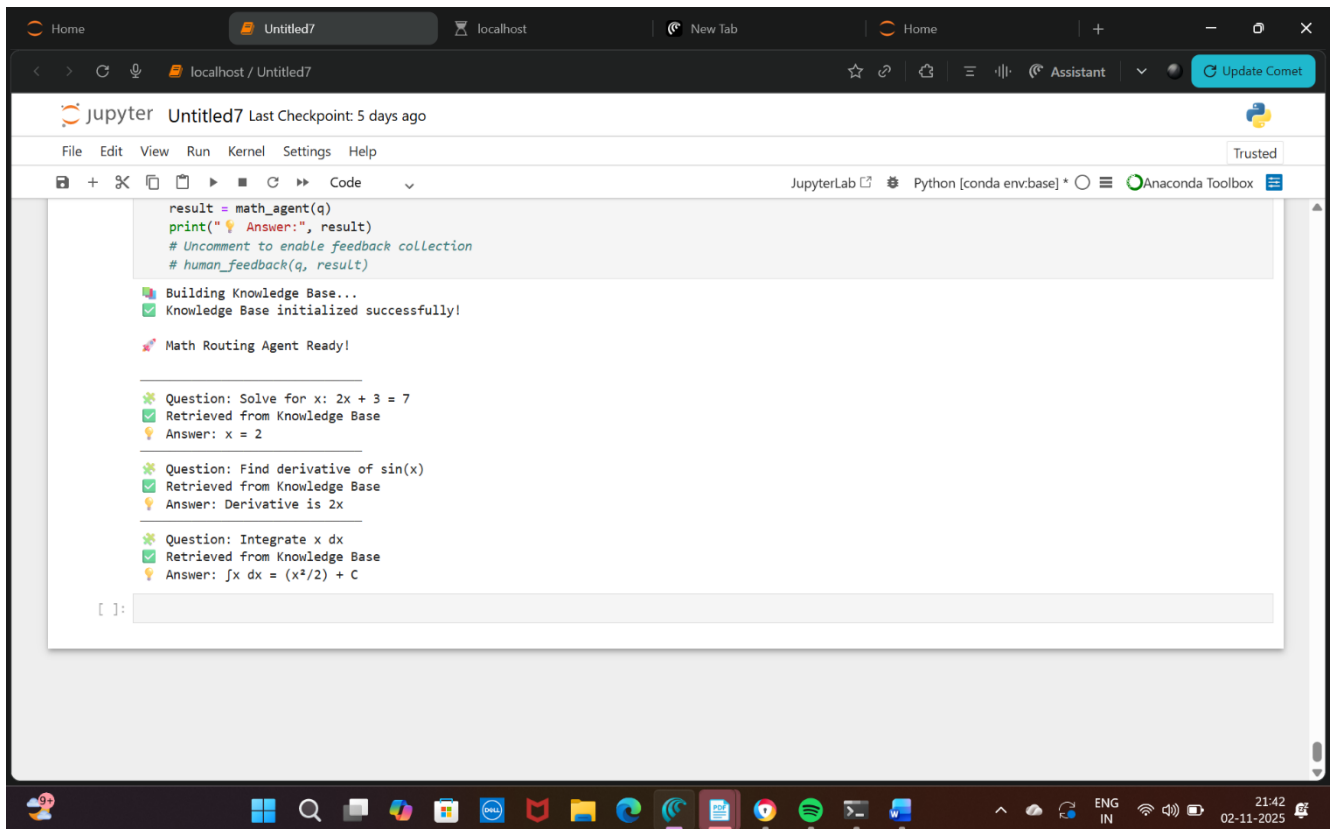 Home
Untitled7
localhost
New Tab
Home
localhost / Untitled7
Assistant
Update Comet
jupyter Untitled7 Last Checkpoint: 5 days ago
File Edit View Run Kernel Settings Help
Trusted
Code
JupyterLab
Python [conda env:base] *
Anaconda Toolbox
result = math_agent(q)
print("💡 Answer:", result)
# Uncomment to enable feedback collection
# human_feedback(q, result)
📚 Building Knowledge Base...
✅ Knowledge Base initialized successfully!
🚀 Math Routing Agent Ready!
🧩 Question: Solve for x: 2x + 3 = 7
✅ Retrieved from Knowledge Base
💡 Answer: x = 2
🧩 Question: Find derivative of sin(x)
✅ Retrieved from Knowledge Base
💡 Answer: Derivative is 2x
🧩 Question: Integrate x dx
✅ Retrieved from Knowledge Base
💡 Answer: ∫x dx = (x²/2) + C
[ ]:
9+
DELL
PDF
W
ENG
IN
21:42
02-11-2025